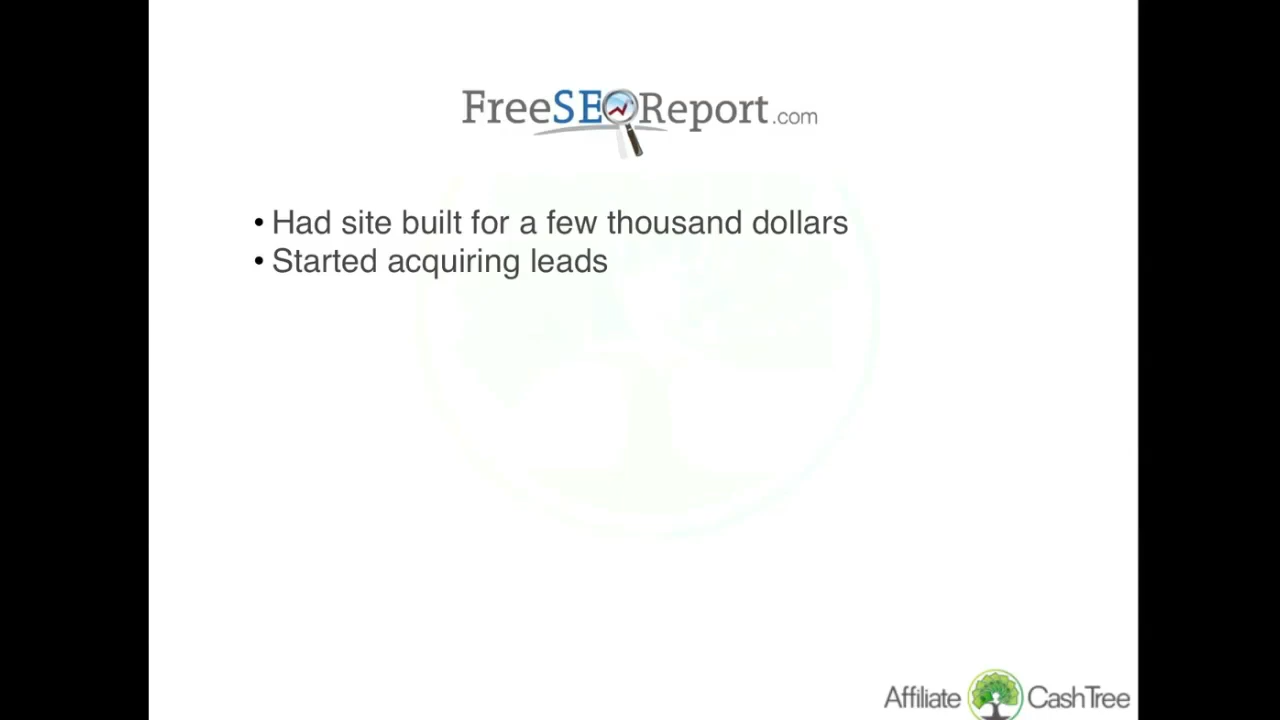 FreeSEOReport.com
• Had site built for a few thousand dollars
• Started acquiring leads
Affiliate CashTree